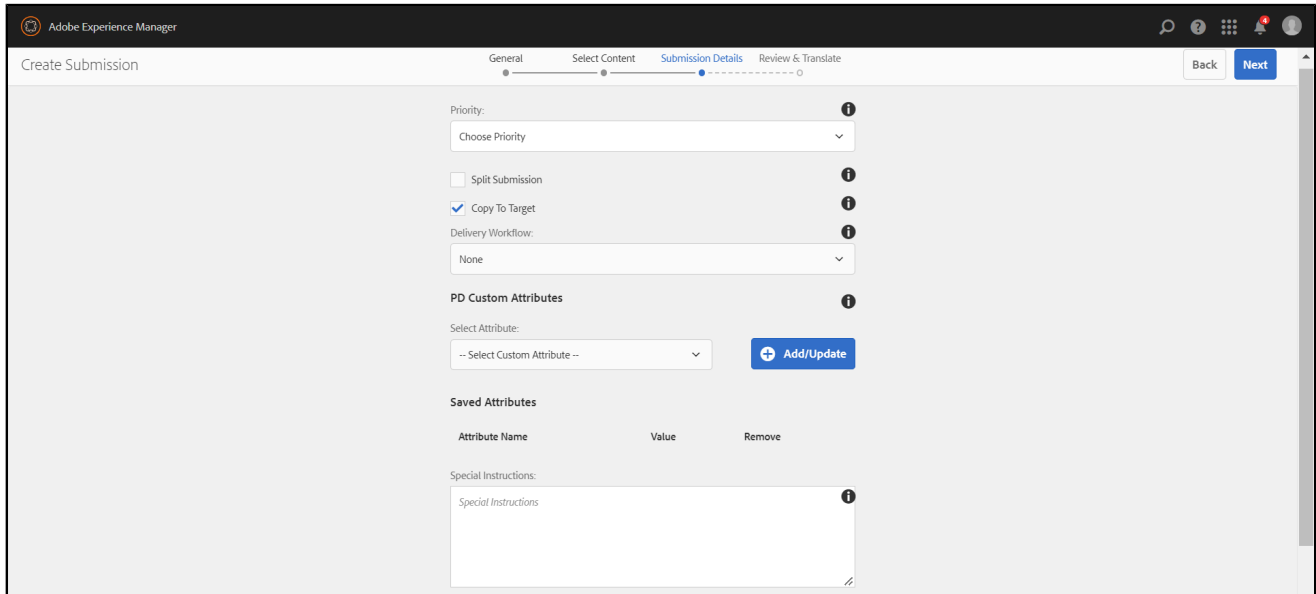 Adobe Experience Manager
4
Create Submission
General Select Content Submission Details Review & Translate
Back Next
Priority:
Choose Priority
Split Submission
Copy To Target
Delivery Workflow:
None
PD Custom Attributes
Select Attribute:
-- Select Custom Attribute --
Add/Update
Saved Attributes
Attribute Name Value Remove
Special Instructions:
Special Instructions